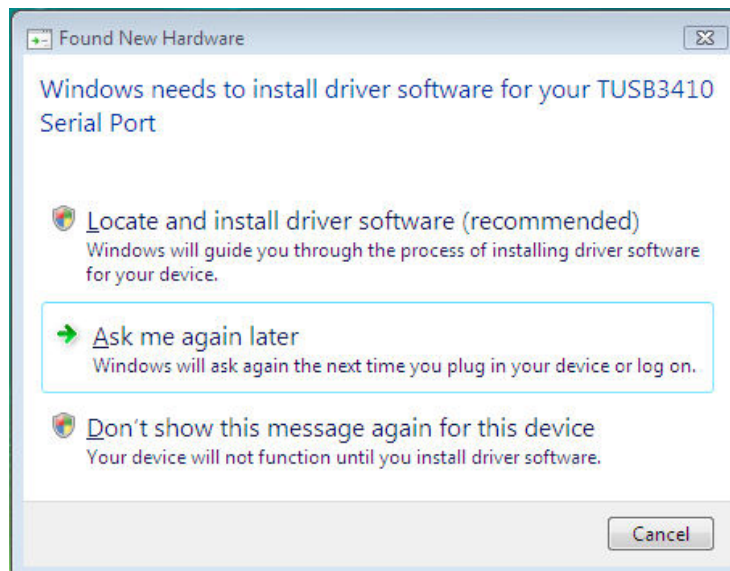 Found New Hardware
Windows needs to install driver software for your TUSB3410
Serial Port
Locate and install driver software (recommended)
Windows will guide you through the process of installing driver software
for your device.
Ask me again later
Windows will ask again the next time you plug in your device or log on.
Don't show this message again for this device
Your device will not function until you install driver software.
Cancel